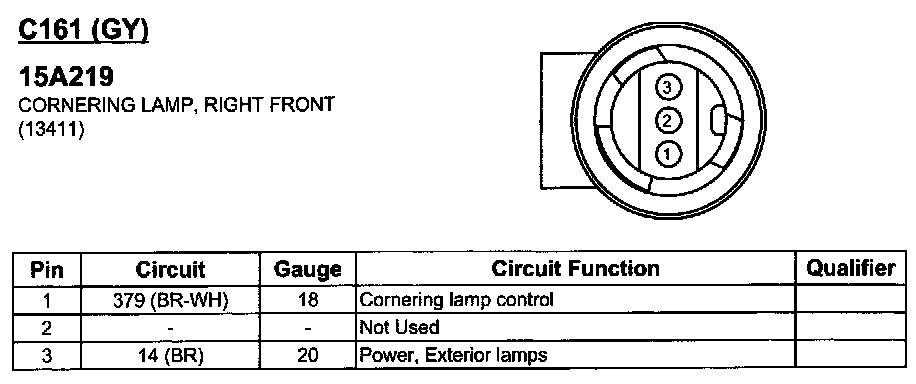 C161 (GY)
15A219
CORNERING LAMP, RIGHT FRONT
(13411)
3
2
1
Pin Circuit Gauge Circuit Function Qualifier
1 379 (BR-WH) 18 Cornering lamp control
2 - - Not Used
3 14 (BR) 20 Power, Exterior lamps